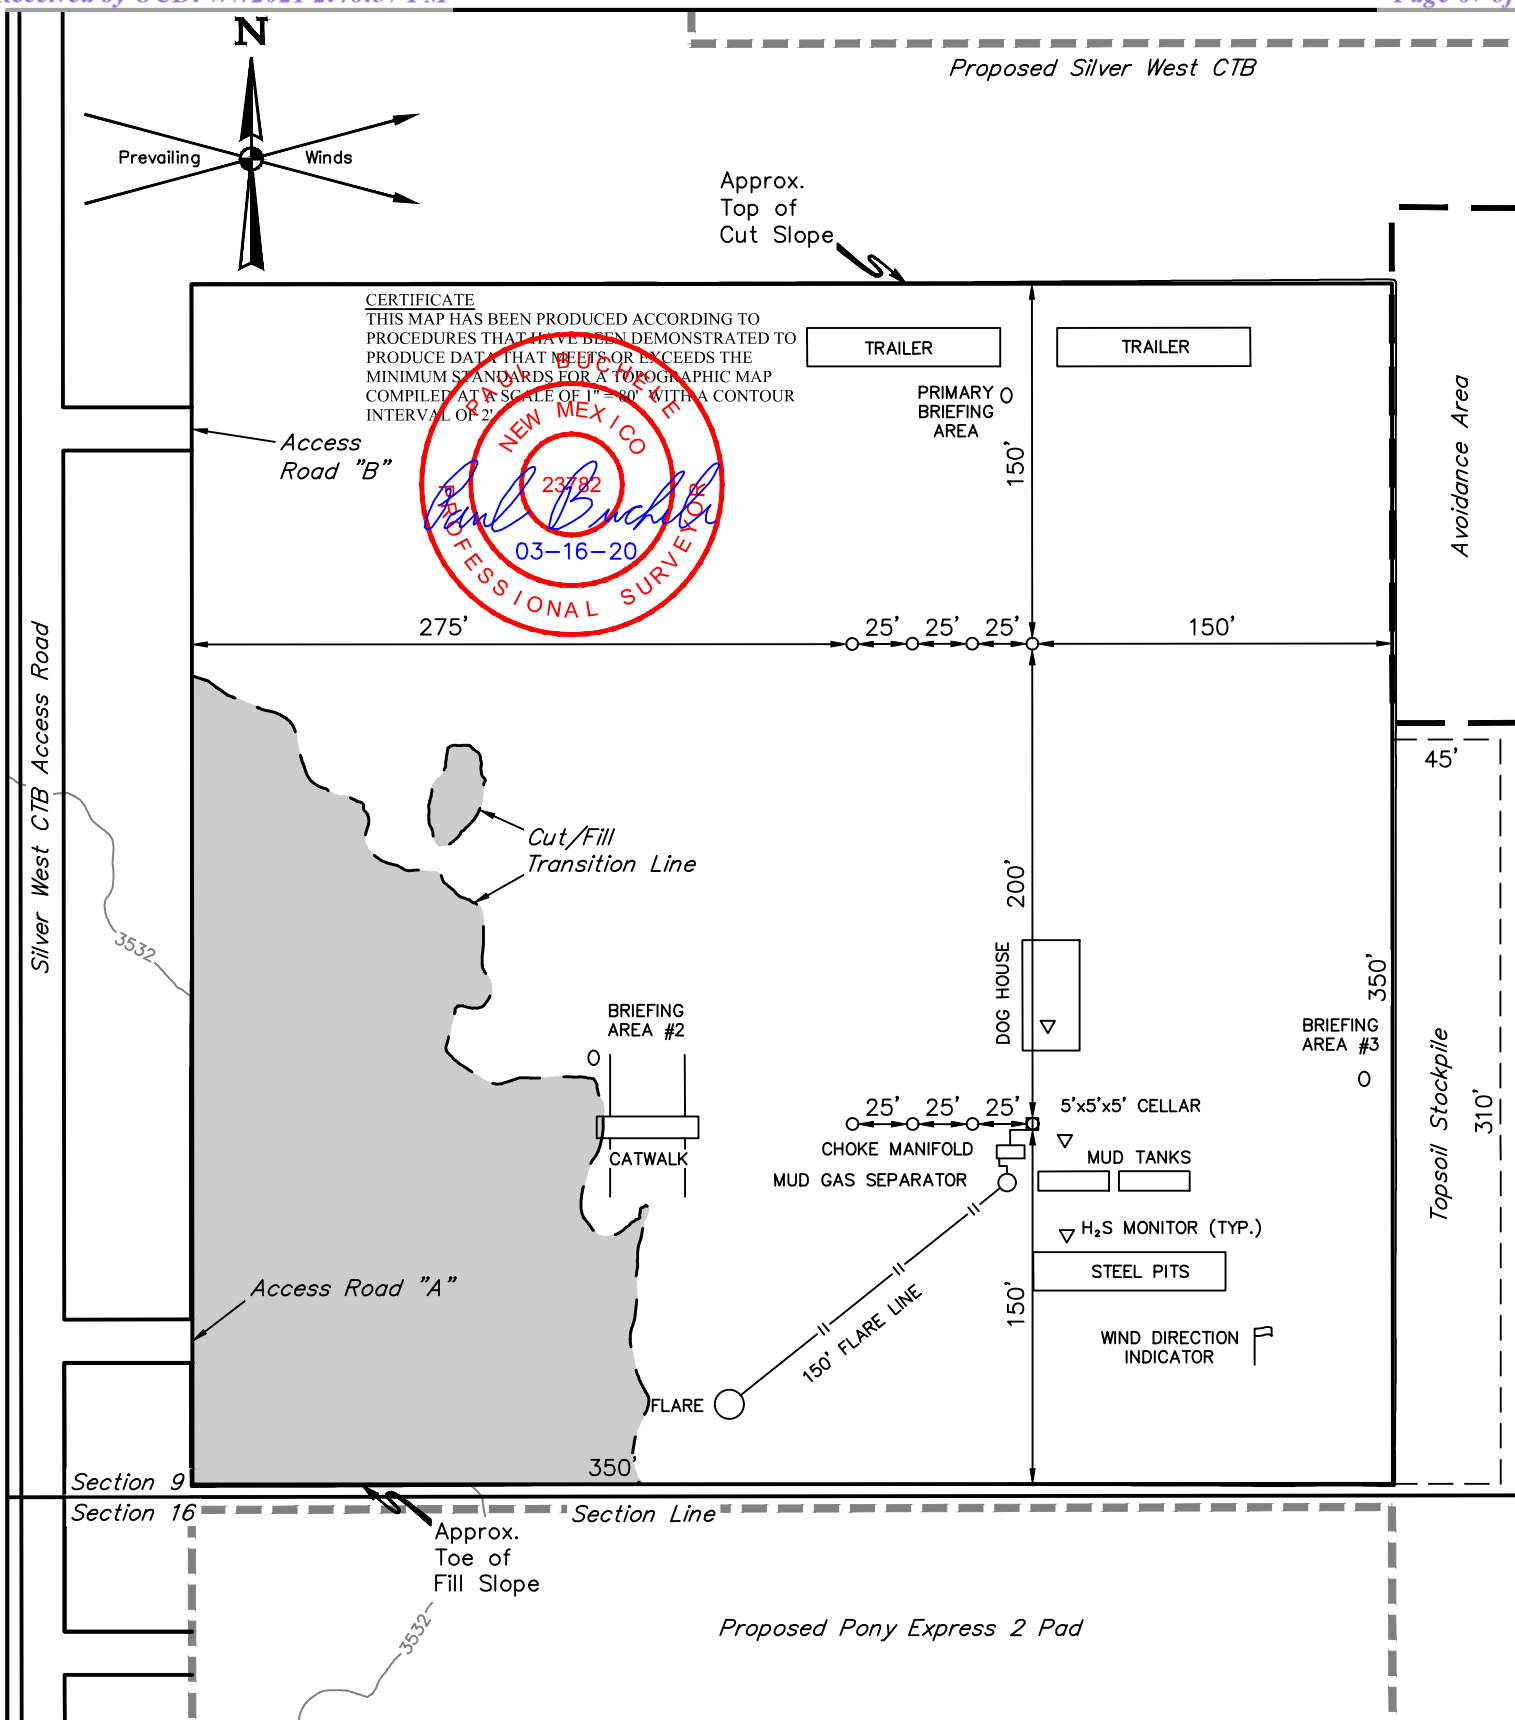 N
Prevailing
Winds
Proposed Silver West CTB
Approx.
Top of
Cut Slope
CERTIFICATE
THIS MAP HAS BEEN PRODUCED ACCORDING TO
PROCEDURES THAT HAVE BEEN DEMONSTRATED TO
PRODUCE DATA THAT MEETS OR EXCEEDS THE
MINIMUM STANDARDS FOR A TOPOGRAPHIC MAP
COMPILED AT A SCALE OF 1" = 80' WITH A CONTOUR
INTERVAL OF 2'.
PAUL BUCHELE
NEW MEXICO
23782
Paul Buchele
03-16-20
PROFESSIONAL SURVEYOR
TRAILER
TRAILER
PRIMARY
BRIEFING
AREA
150'
Access
Road "B"
Avoidance Area
275'
25'
25'
25'
150'
Silver West CTB Access Road
45'
Cut/Fill
Transition Line
200'
3532
DOG HOUSE
350'
BRIEFING
AREA #2
BRIEFING
AREA #3
Topsoil Stockpile
310'
25'
25'
25'
5'x5'x5' CELLAR
CHOKE MANIFOLD
MUD TANKS
CATWALK
MUD GAS SEPARATOR
H₂S MONITOR (TYP.)
STEEL PITS
Access Road "A"
150'
150' FLARE LINE
WIND DIRECTION
INDICATOR
FLARE
350'
Section 9
Section 16
Section Line
Approx.
Toe of
Fill Slope
3532
Proposed Pony Express 2 Pad